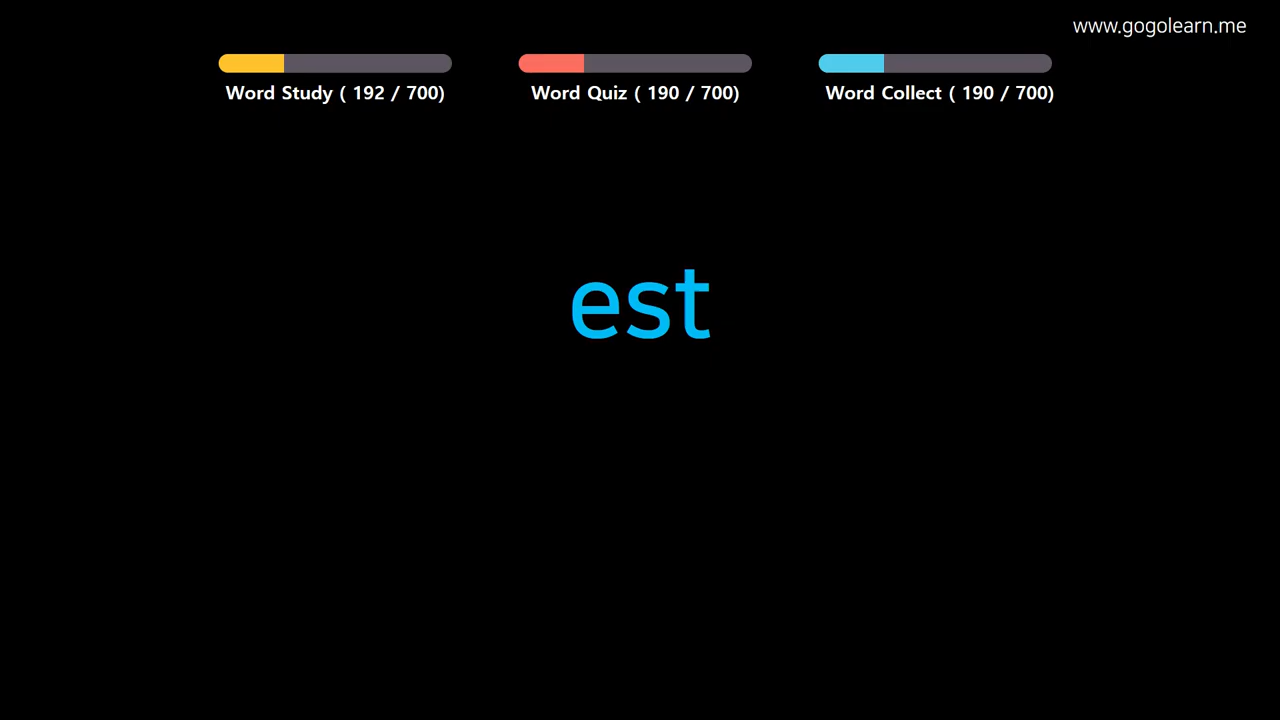 www.gogolearn.me
Word Study ( 192 / 700)
Word Quiz ( 190 / 700)
Word Collect ( 190 / 700)
est